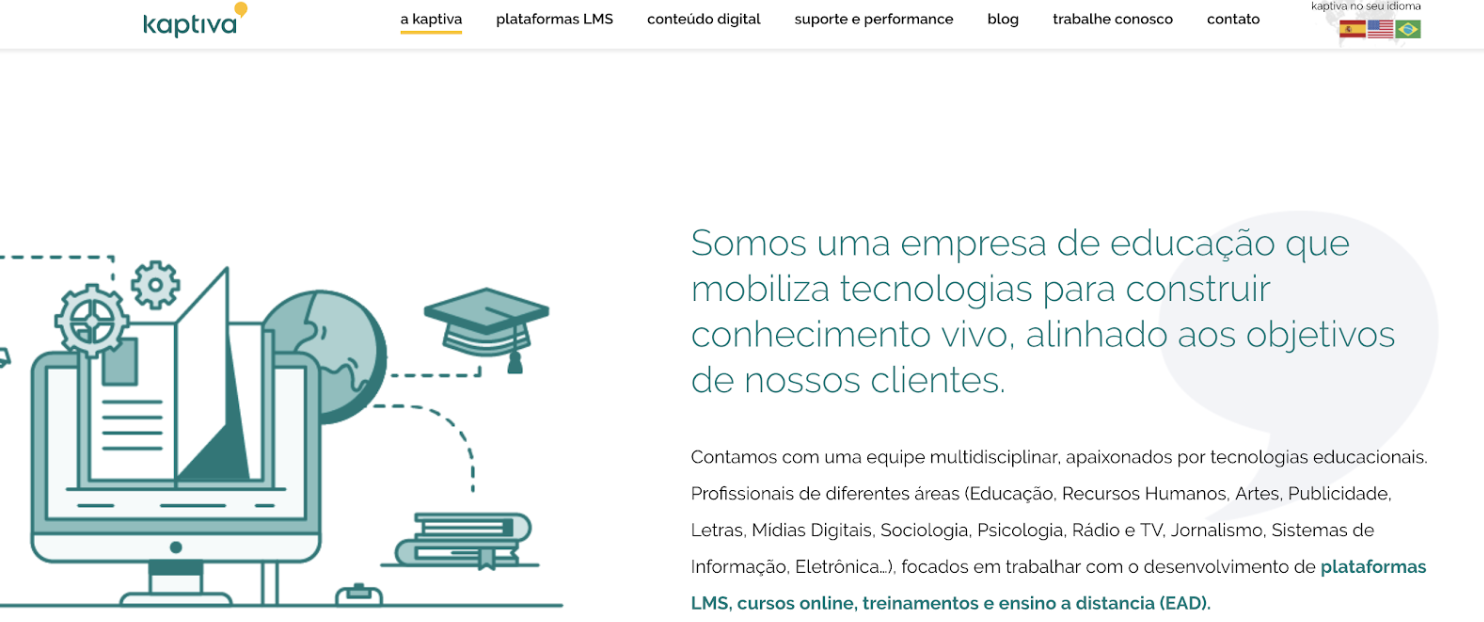 kaptiva
a kaptiva
plataformas LMS
conteúdo digital
suporte e performance
blog
trabalhe conosco
contato
kaptiva no seu idioma
Somos uma empresa de educação que
mobiliza tecnologias para construir
conhecimento vivo, alinhado aos objetivos
de nossos clientes.
Contamos com uma equipe multidisciplinar, apaixonados por tecnologias educacionais.
Profissionais de diferentes áreas (Educação, Recursos Humanos, Artes, Publicidade,
Letras, Mídias Digitais, Sociologia, Psicologia, Rádio e TV, Jornalismo, Sistemas de
Informação, Eletrônica...), focados em trabalhar com o desenvolvimento de plataformas
LMS, cursos online, treinamentos e ensino a distancia (EAD).